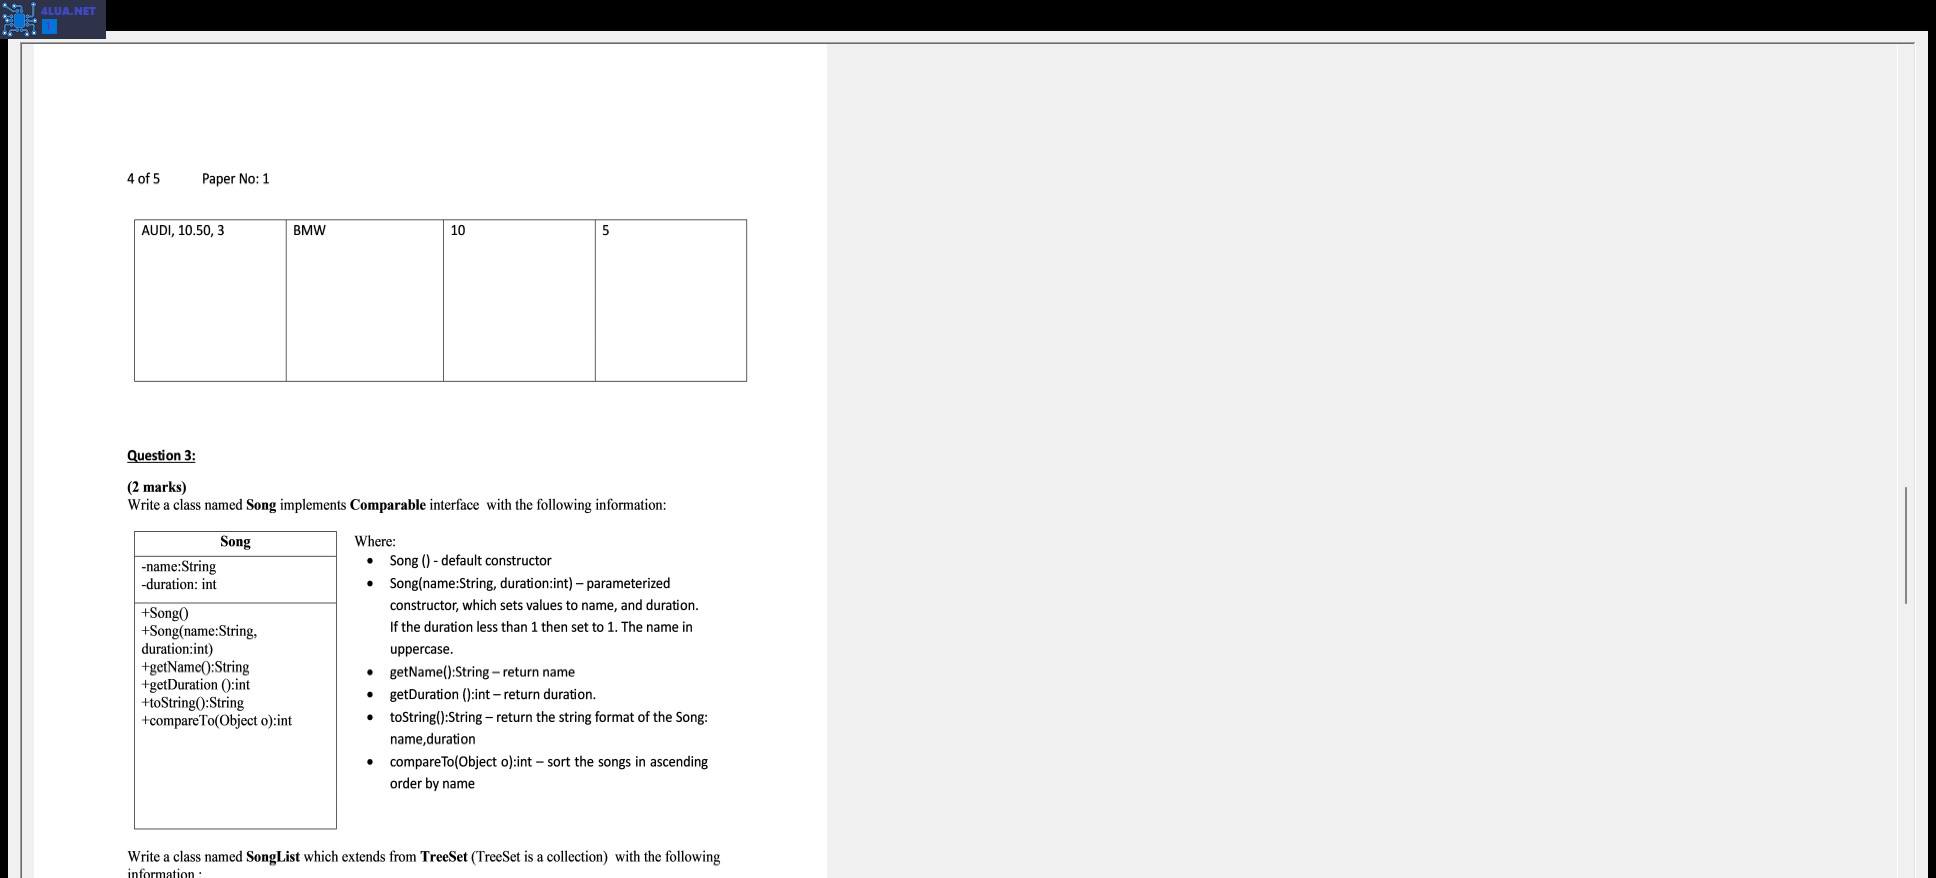 4LUA.NET
4 of 5 Paper No: 1
AUDI, 10.50, 3 BMW 10 5
Question 3:
(2 marks)
Write a class named Song implements Comparable interface with the following information:
Song
-name:String
-duration: int
+Song()
+Song(name:String,
duration:int)
+getName():String
+getDuration ():int
+toString():String
+compareTo(Object o):int
Where:
• Song () - default constructor
• Song(name:String, duration:int) – parameterized
constructor, which sets values to name, and duration.
If the duration less than 1 then set to 1. The name in
uppercase.
• getName():String – return name
• getDuration ():int – return duration.
• toString():String – return the string format of the Song:
name,duration
• compareTo(Object o):int – sort the songs in ascending
order by name
Write a class named SongList which extends from TreeSet (TreeSet is a collection) with the following
information :